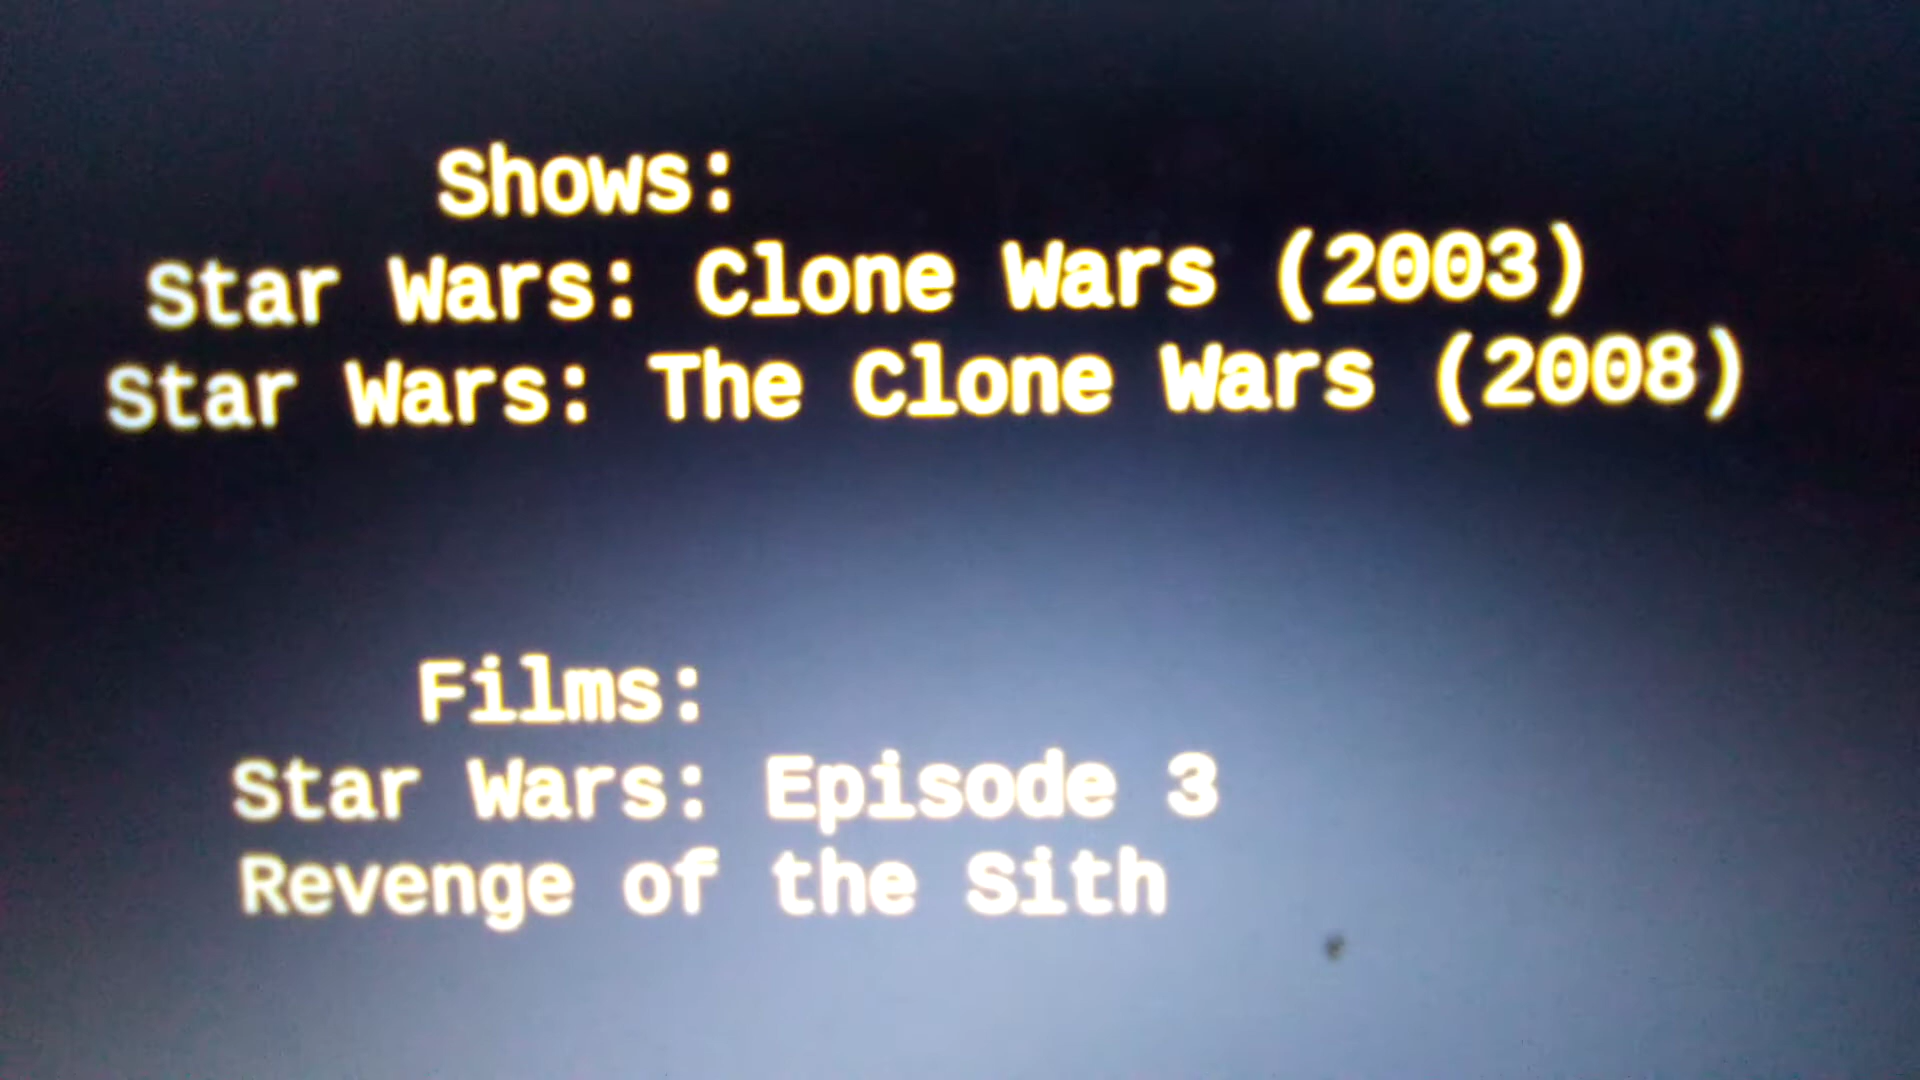 Shows:
Star Wars: Clone Wars (2003)
Star Wars: The Clone Wars (2008)
Films:
Star Wars: Episode 3
Revenge of the Sith